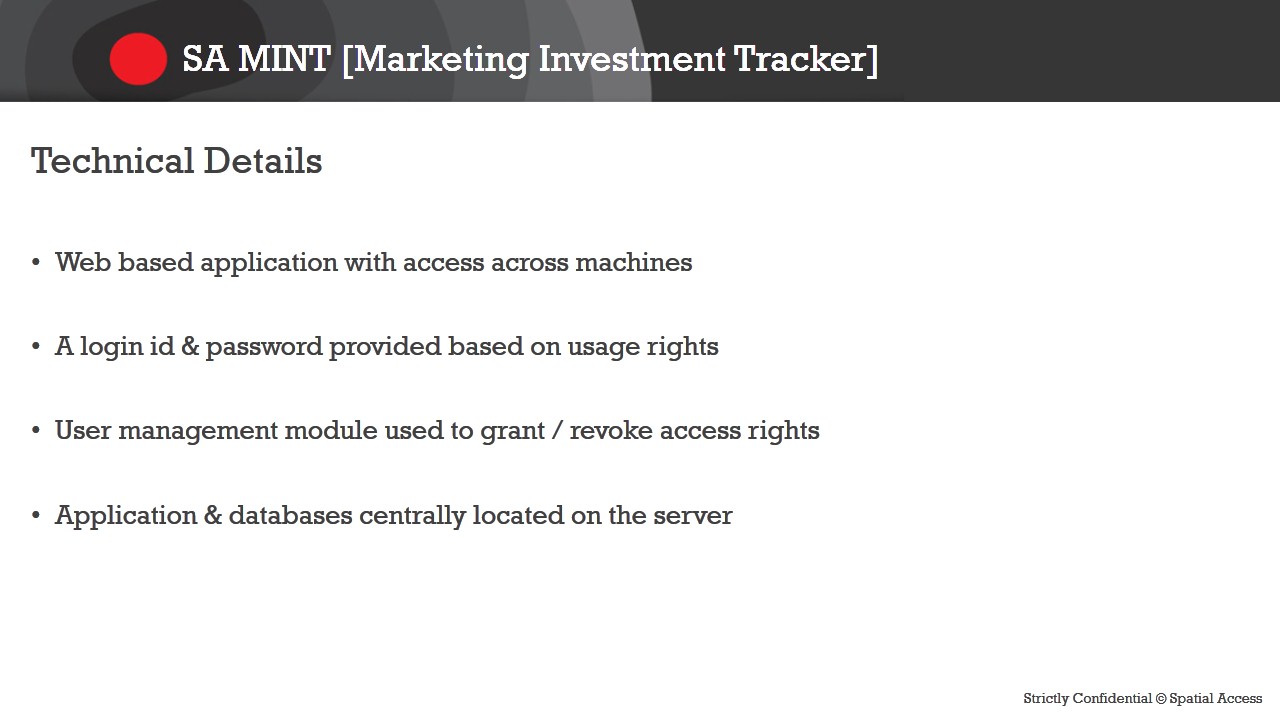 SA MINT [Marketing Investment Tracker]
Technical Details
• Web based application with access across machines
• A login id & password provided based on usage rights
• User management module used to grant / revoke access rights
• Application & databases centrally located on the server
Strictly Confidential © Spatial Access